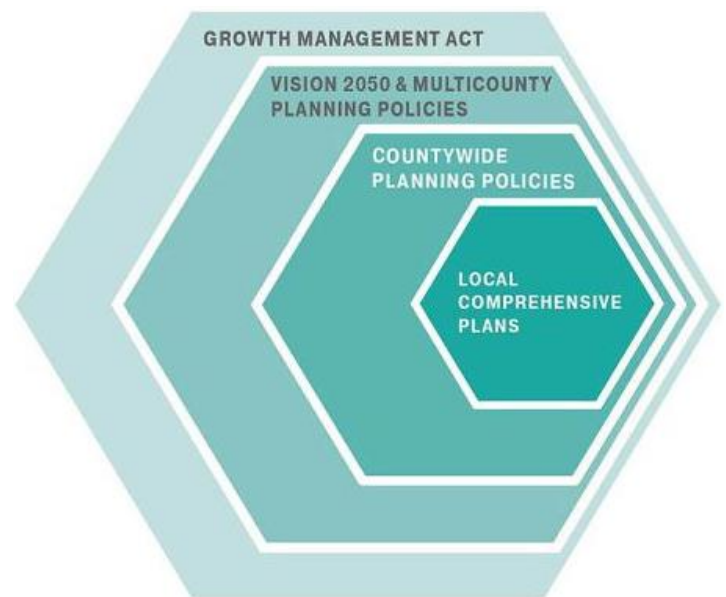 GROWTH MANAGEMENT ACT
VISION 2050 & MULTICOUNTY
PLANNING POLICIES
COUNTYWIDE
PLANNING POLICIES
LOCAL
COMPREHENSIVE
PLANS